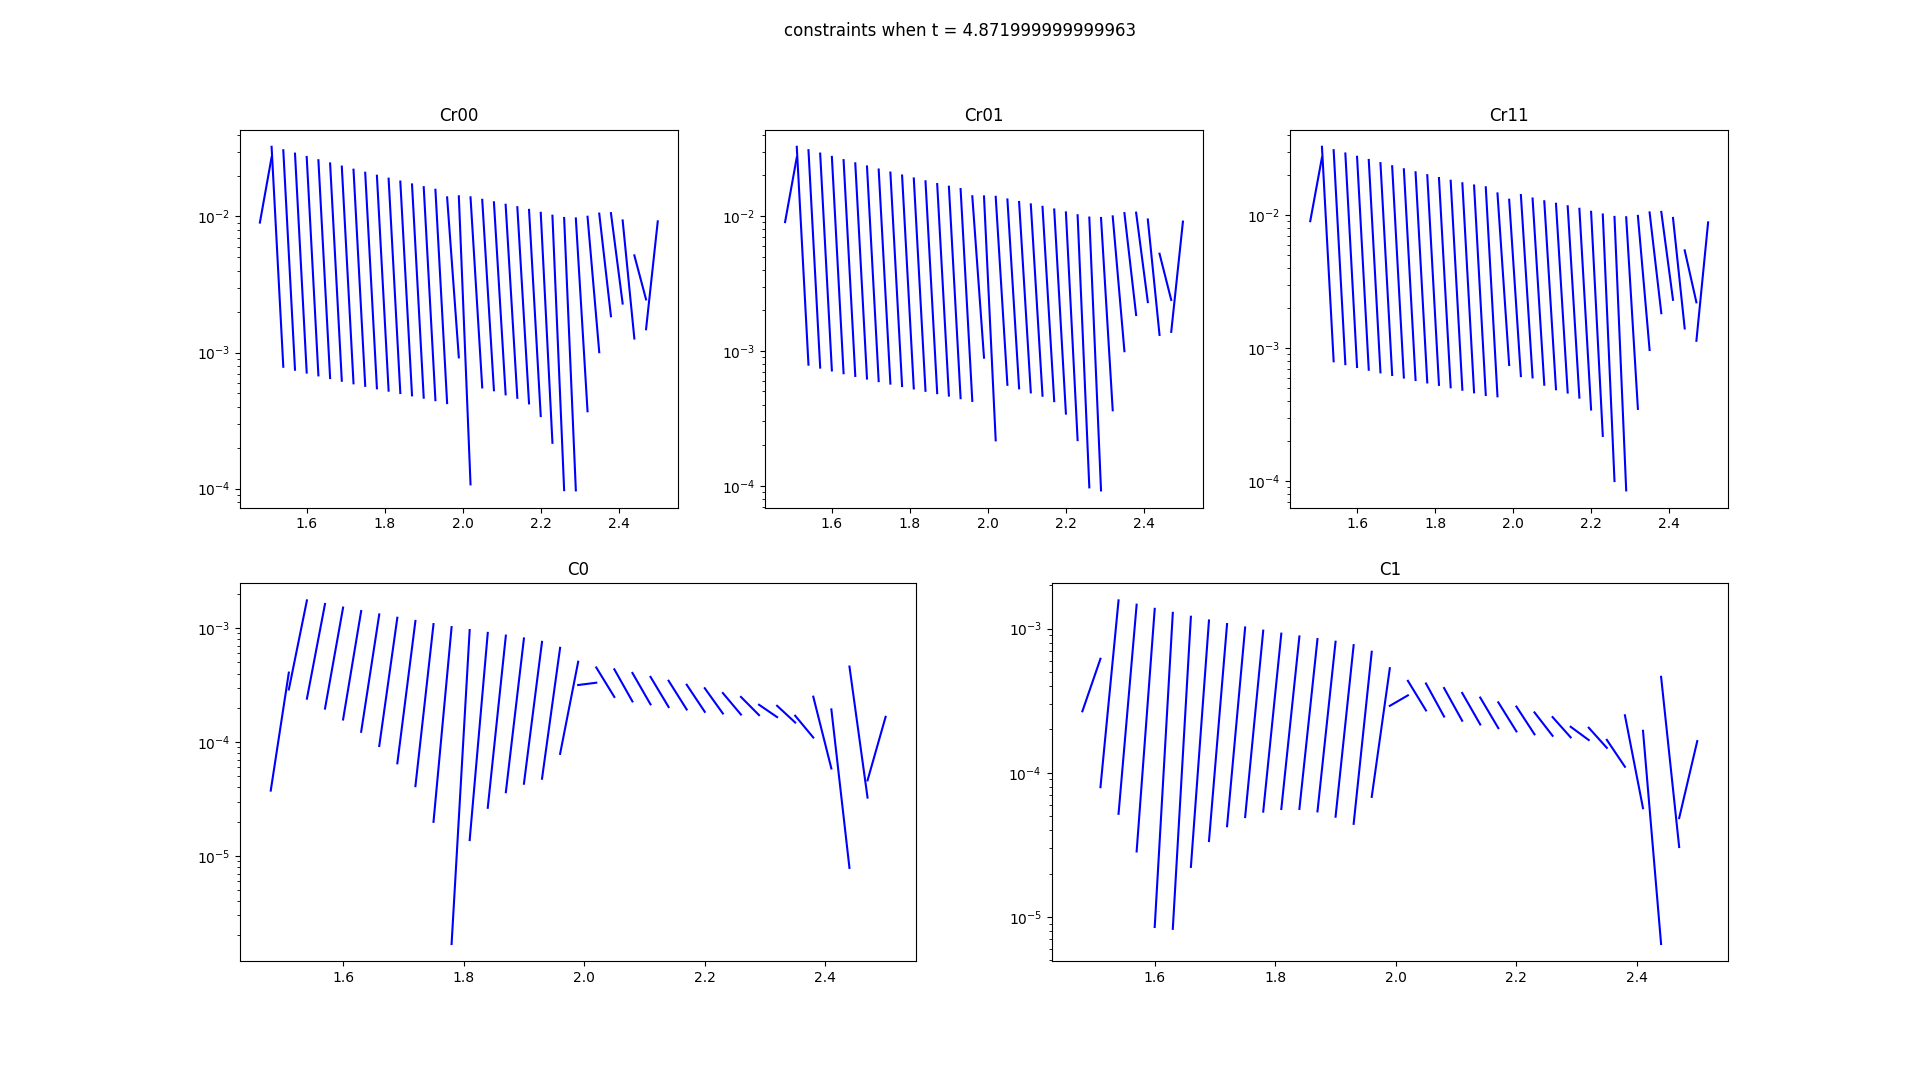 constraints when t = 4.871999999999963
Cr00 Cr01 Cr11
10⁻² 10⁻² 10⁻²
10⁻³ 10⁻³ 10⁻³
10⁻⁴ 10⁻⁴ 10⁻⁴
1.6 1.8 2.0 2.2 2.4 1.6 1.8 2.0 2.2 2.4 1.6 1.8 2.0 2.2 2.4
C0 C1
10⁻³ 10⁻³
10⁻⁴ 10⁻⁴
10⁻⁵ 10⁻⁵
1.6 1.8 2.0 2.2 2.4 1.6 1.8 2.0 2.2 2.4